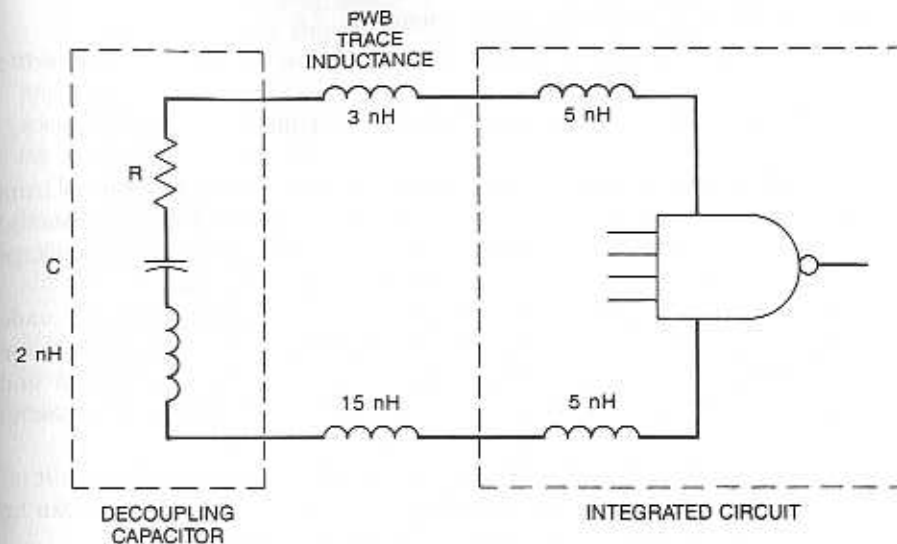 PWB
TRACE
INDUCTANCE
3 nH
5 nH
R
C
2 nH
15 nH
5 nH
DECOUPLING
CAPACITOR
INTEGRATED CIRCUIT